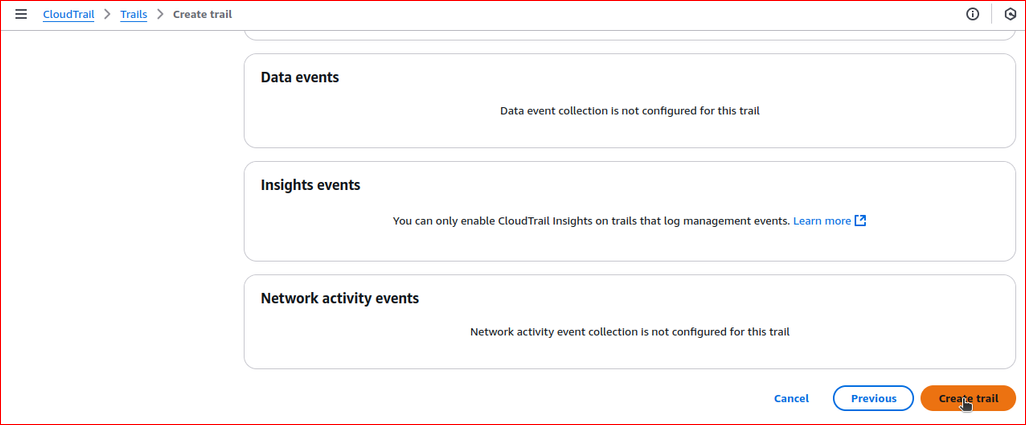 CloudTrail > Trails > Create trail
Data events
Data event collection is not configured for this trail
Insights events
You can only enable CloudTrail Insights on trails that log management events. Learn more
Network activity events
Network activity event collection is not configured for this trail
Cancel Previous Create trail